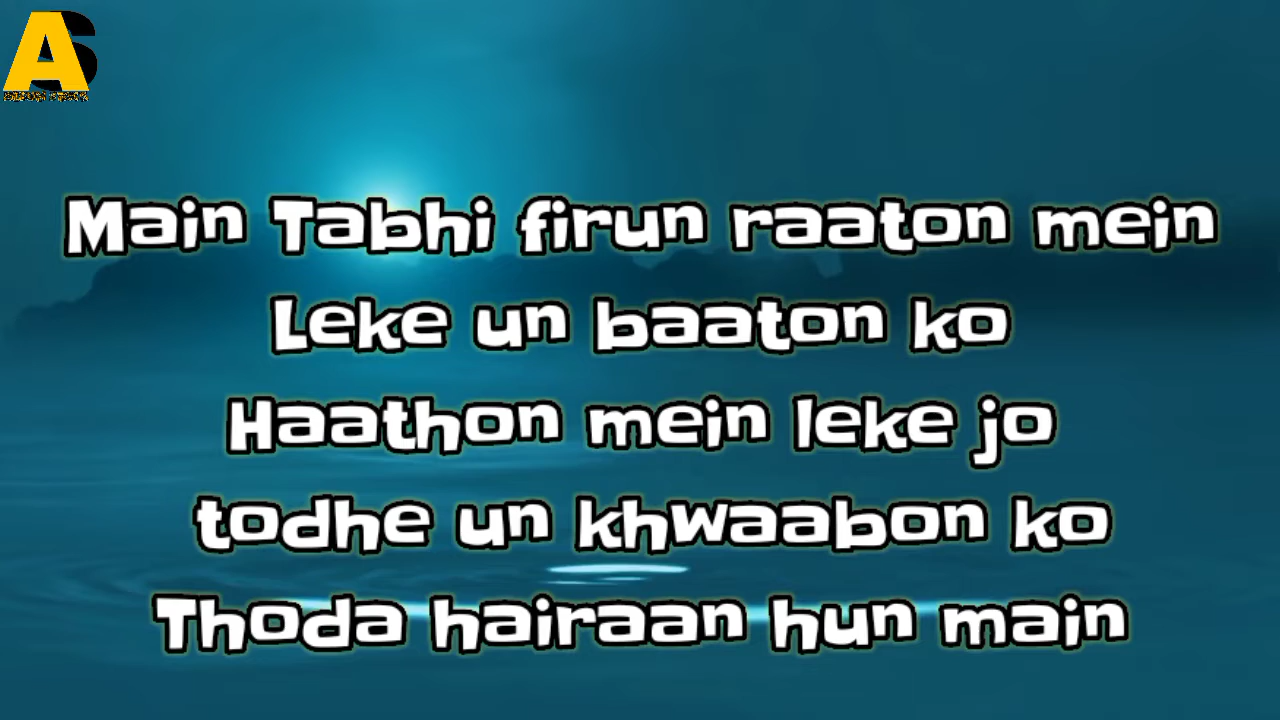 AS
Main Tabhi firun raaton mein
Leke un baaton ko
Haathon mein leke jo
todhe un khwaabon ko
Thoda hairaan hun main